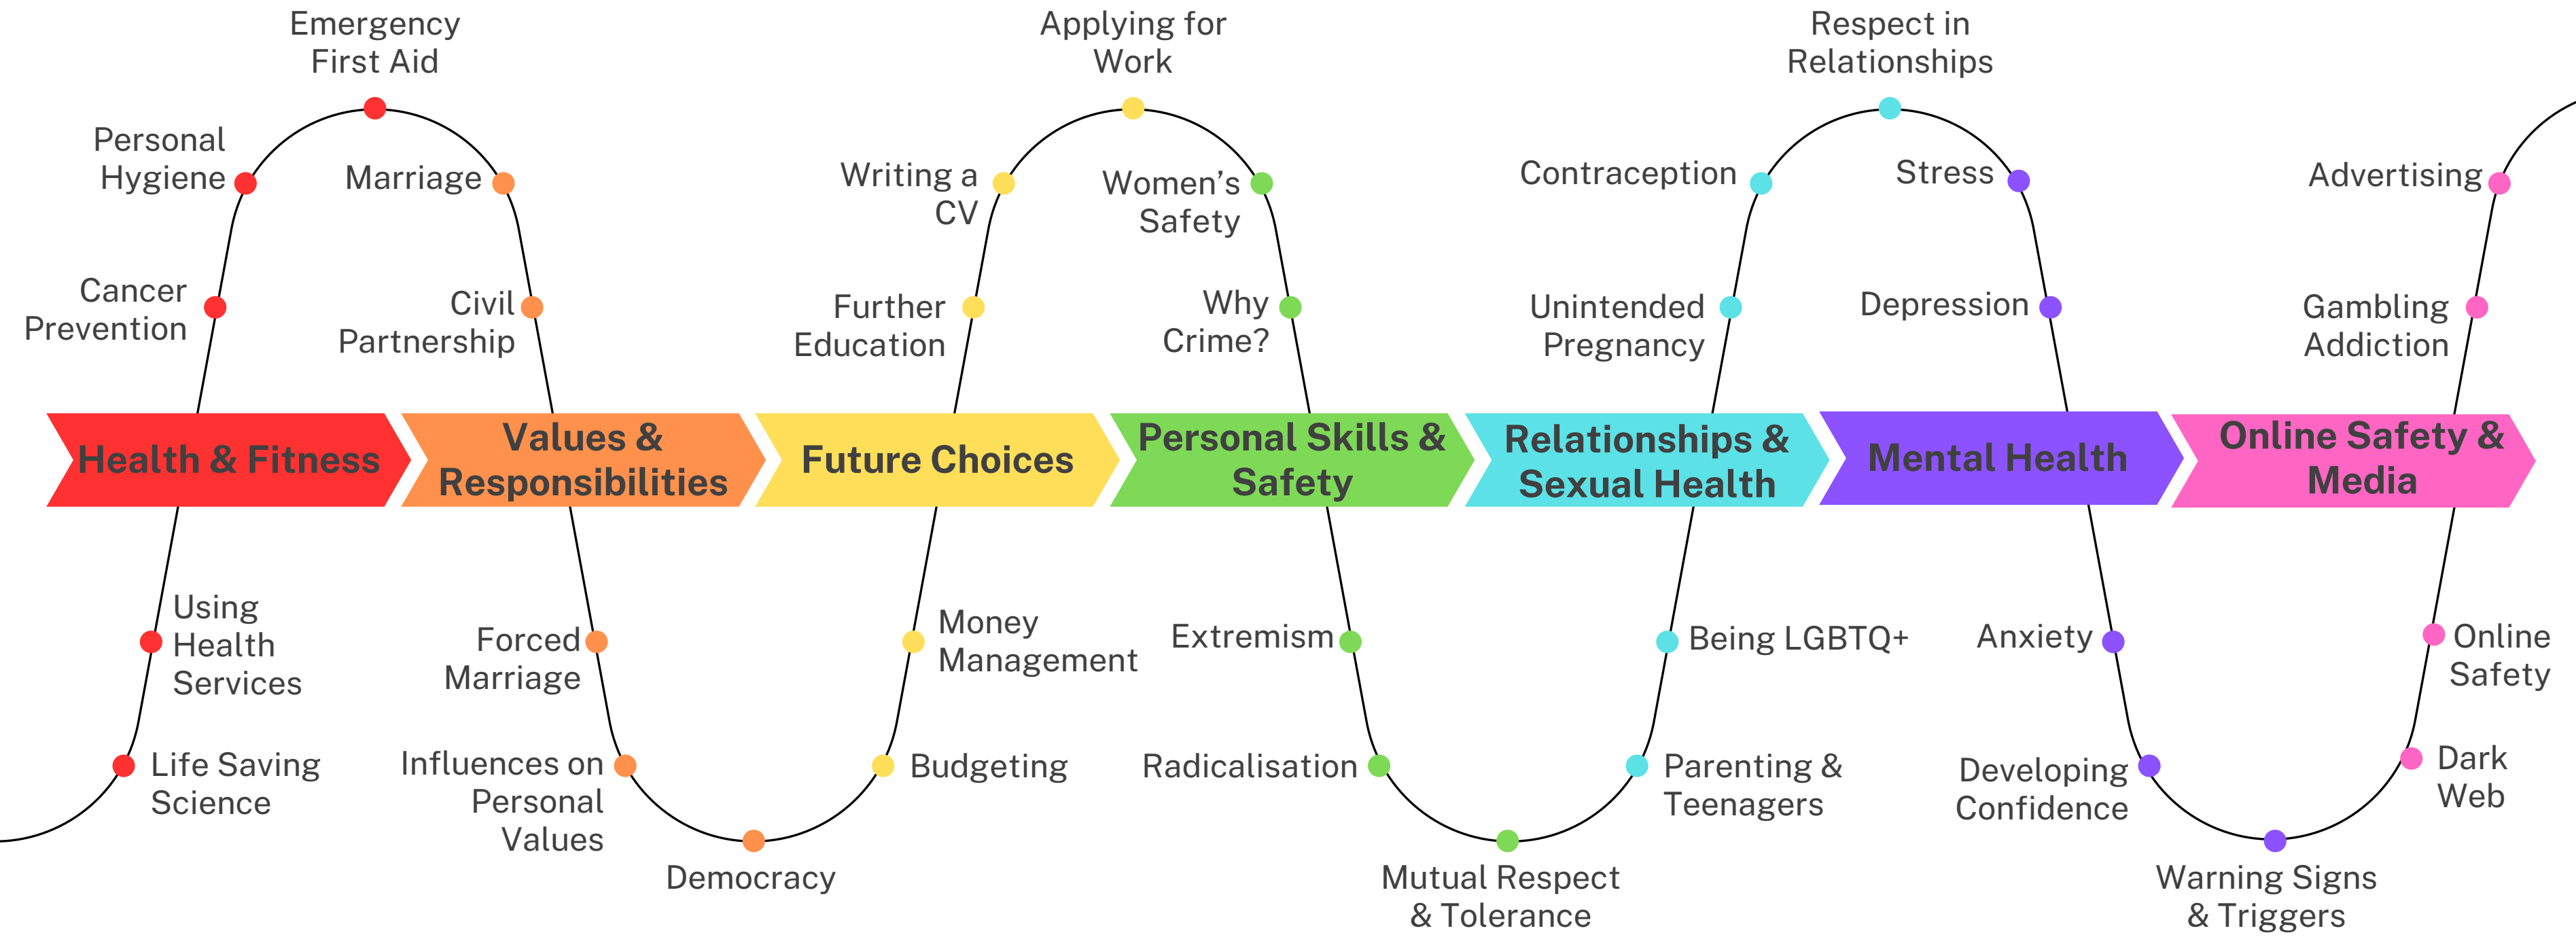 Emergency
First Aid
Applying for
Work
Respect in
Relationships
Personal
Hygiene
Marriage
Writing a
CV
Women’s
Safety
Contraception
Stress
Advertising
Cancer
Prevention
Civil
Partnership
Further
Education
Why
Crime?
Unintended
Pregnancy
Depression
Gambling
Addiction
Health & Fitness
Values &
Responsibilities
Future Choices
Personal Skills &
Safety
Relationships &
Sexual Health
Mental Health
Online Safety &
Media
Using
Health
Services
Forced
Marriage
Money
Management
Extremism
Being LGBTQ+
Anxiety
Online
Safety
Life Saving
Science
Influences on
Personal
Values
Budgeting
Radicalisation
Parenting &
Teenagers
Developing
Confidence
Dark
Web
Democracy
Mutual Respect
& Tolerance
Warning Signs
& Triggers